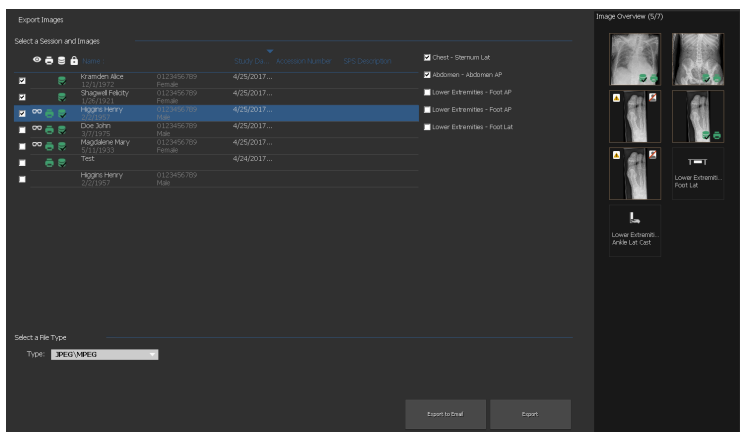 Export Images
Image Overview (5/7)
Select a Session and Images
Name
Study Da...
Accession Number
SPS Description
Kramden Alice
12/1/1972
0123456789
Female
4/25/2017...
Shagwell Felicity
1/26/1921
0123456789
Female
4/25/2017...
Higgins Henry
2/2/1957
0123456789
Male
4/25/2017...
Doe John
3/7/1975
0123456789
Male
4/25/2017...
Magdalene Mary
5/11/1933
0123456789
Female
4/25/2017...
Test
4/24/2017...
Higgins Henry
2/2/1957
0123456789
Male
Chest - Sternum Lat
Abdomen - Abdomen AP
Lower Extremities - Foot AP
Lower Extremities - Foot AP
Lower Extremities - Foot Lat
Lower Extremiti...
Foot Lat
Lower Extremiti...
Ankle Lat Cast
Select a File Type
Type:
JPEG\MPEG
Export to Email
Export